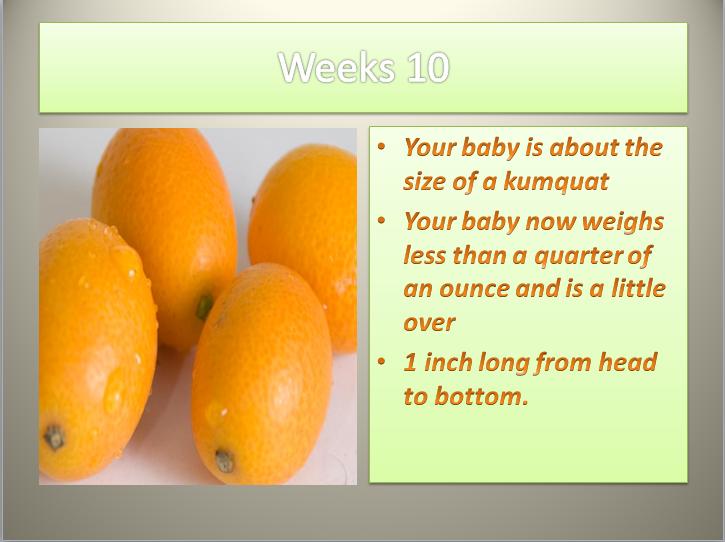 Weeks 10
• Your baby is about the
size of a kumquat
• Your baby now weighs
less than a quarter of
an ounce and is a little
over
• 1 inch long from head
to bottom.